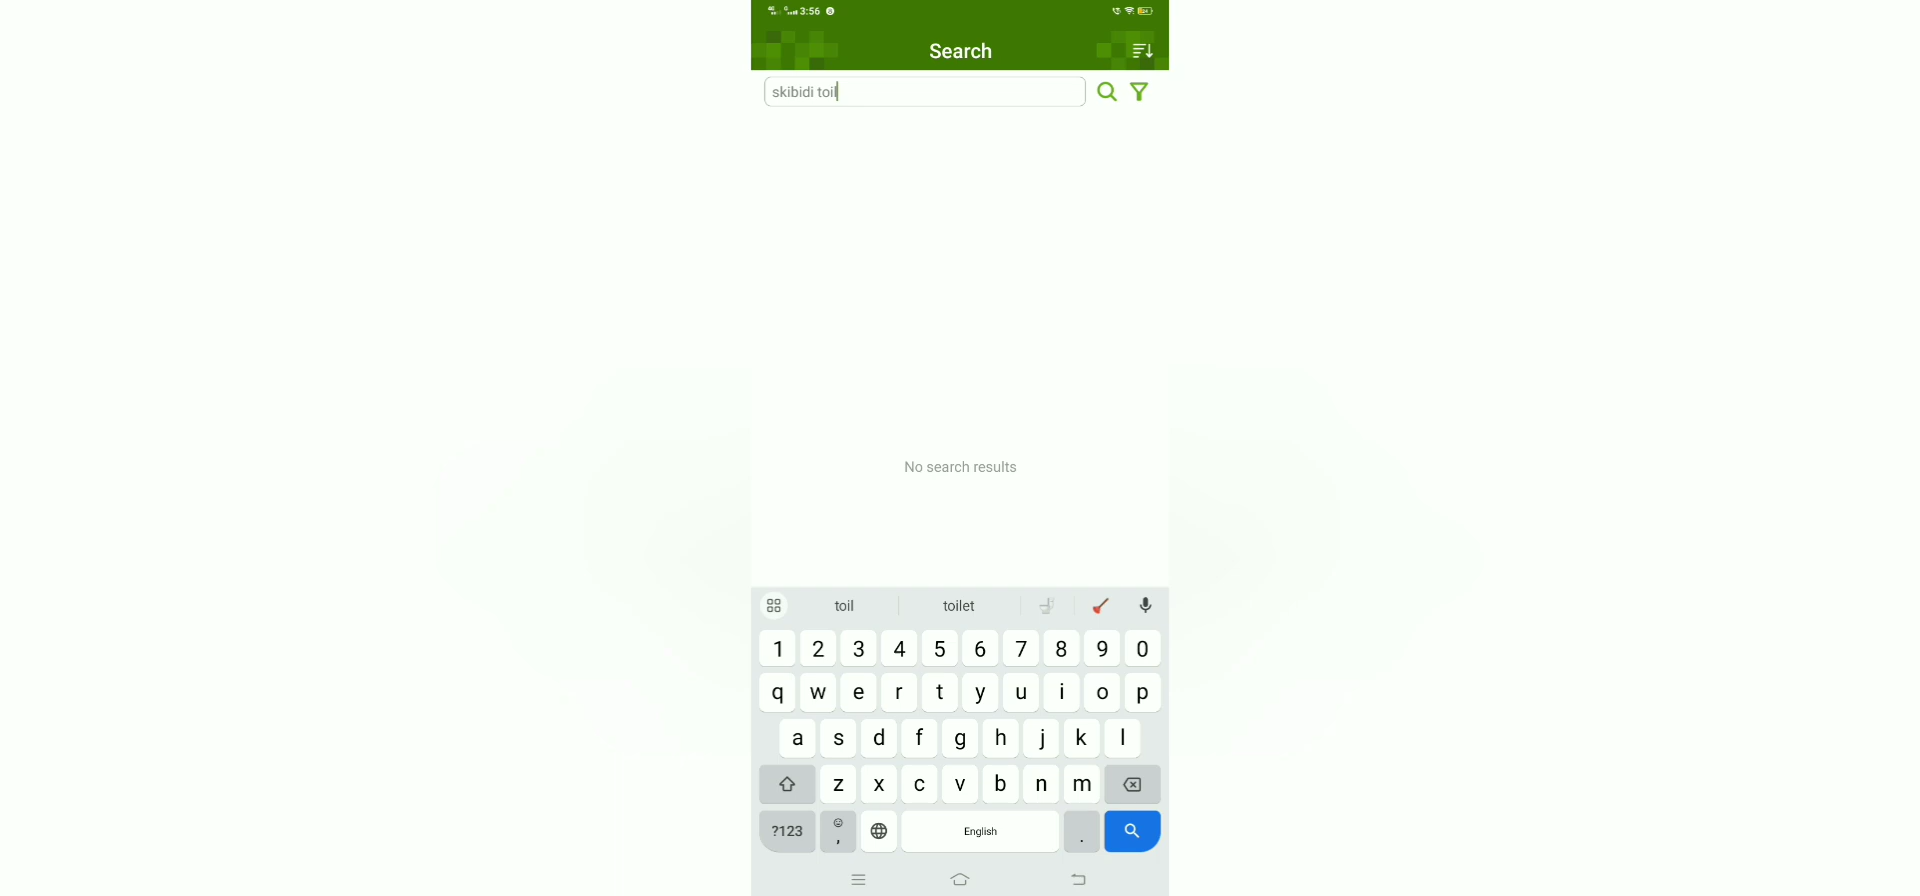 3:56
Search
skibidi toil
No search results
toil toilet
1 2 3 4 5 6 7 8 9 0
q w e r t y u i o p
a s d f g h j k l
z x c v b n m
?123 , English .